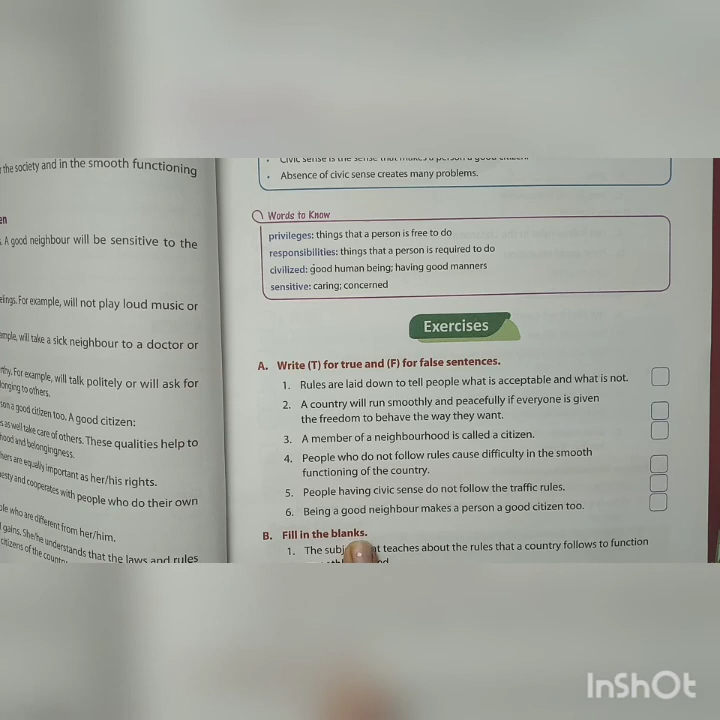 the society and in the smooth functioning
A good neighbour will be sensitive to the
For example, will not play loud music or
will take a sick neighbour to a doctor or
For example, will talk politely or will ask for
to others.
a good citizen too. A good citizen:
as well take care of others. These qualities help to
and belongingness.
are equally important as her/his rights.
and cooperates with people who do their own
who are different from her/him.
gains. She/he understands that the laws and rules
citizens of the country
Civic sense is the sense that makes a person a good citizen.
• Absence of civic sense creates many problems.
Words to Know
privileges: things that a person is free to do
responsibilities: things that a person is required to do
civilized: good human being; having good manners
sensitive: caring; concerned
Exercises
A. Write (T) for true and (F) for false sentences.
1. Rules are laid down to tell people what is acceptable and what is not.
2. A country will run smoothly and peacefully if everyone is given
the freedom to behave the way they want.
3. A member of a neighbourhood is called a citizen.
4. People who do not follow rules cause difficulty in the smooth
functioning of the country.
5. People having civic sense do not follow the traffic rules.
6. Being a good neighbour makes a person a good citizen too.
B. Fill in the blanks.
1. The teaches about the rules that a country follows to function
InShOt